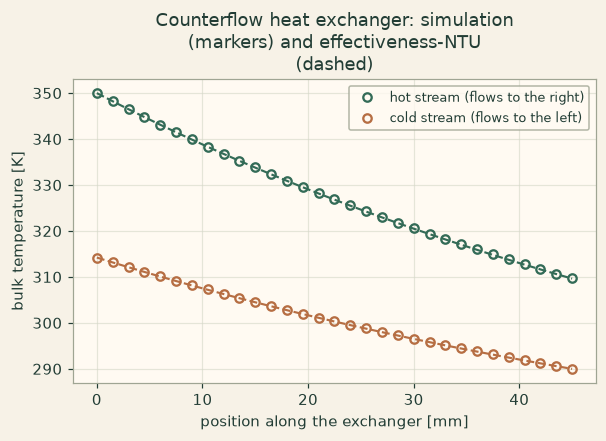 Counterflow heat exchanger: simulation
(markers) and effectiveness-NTU
(dashed)
350
340
330
320
310
300
290
bulk temperature [K]
hot stream (flows to the right)
cold stream (flows to the left)
0
10
20
30
40
position along the exchanger [mm]